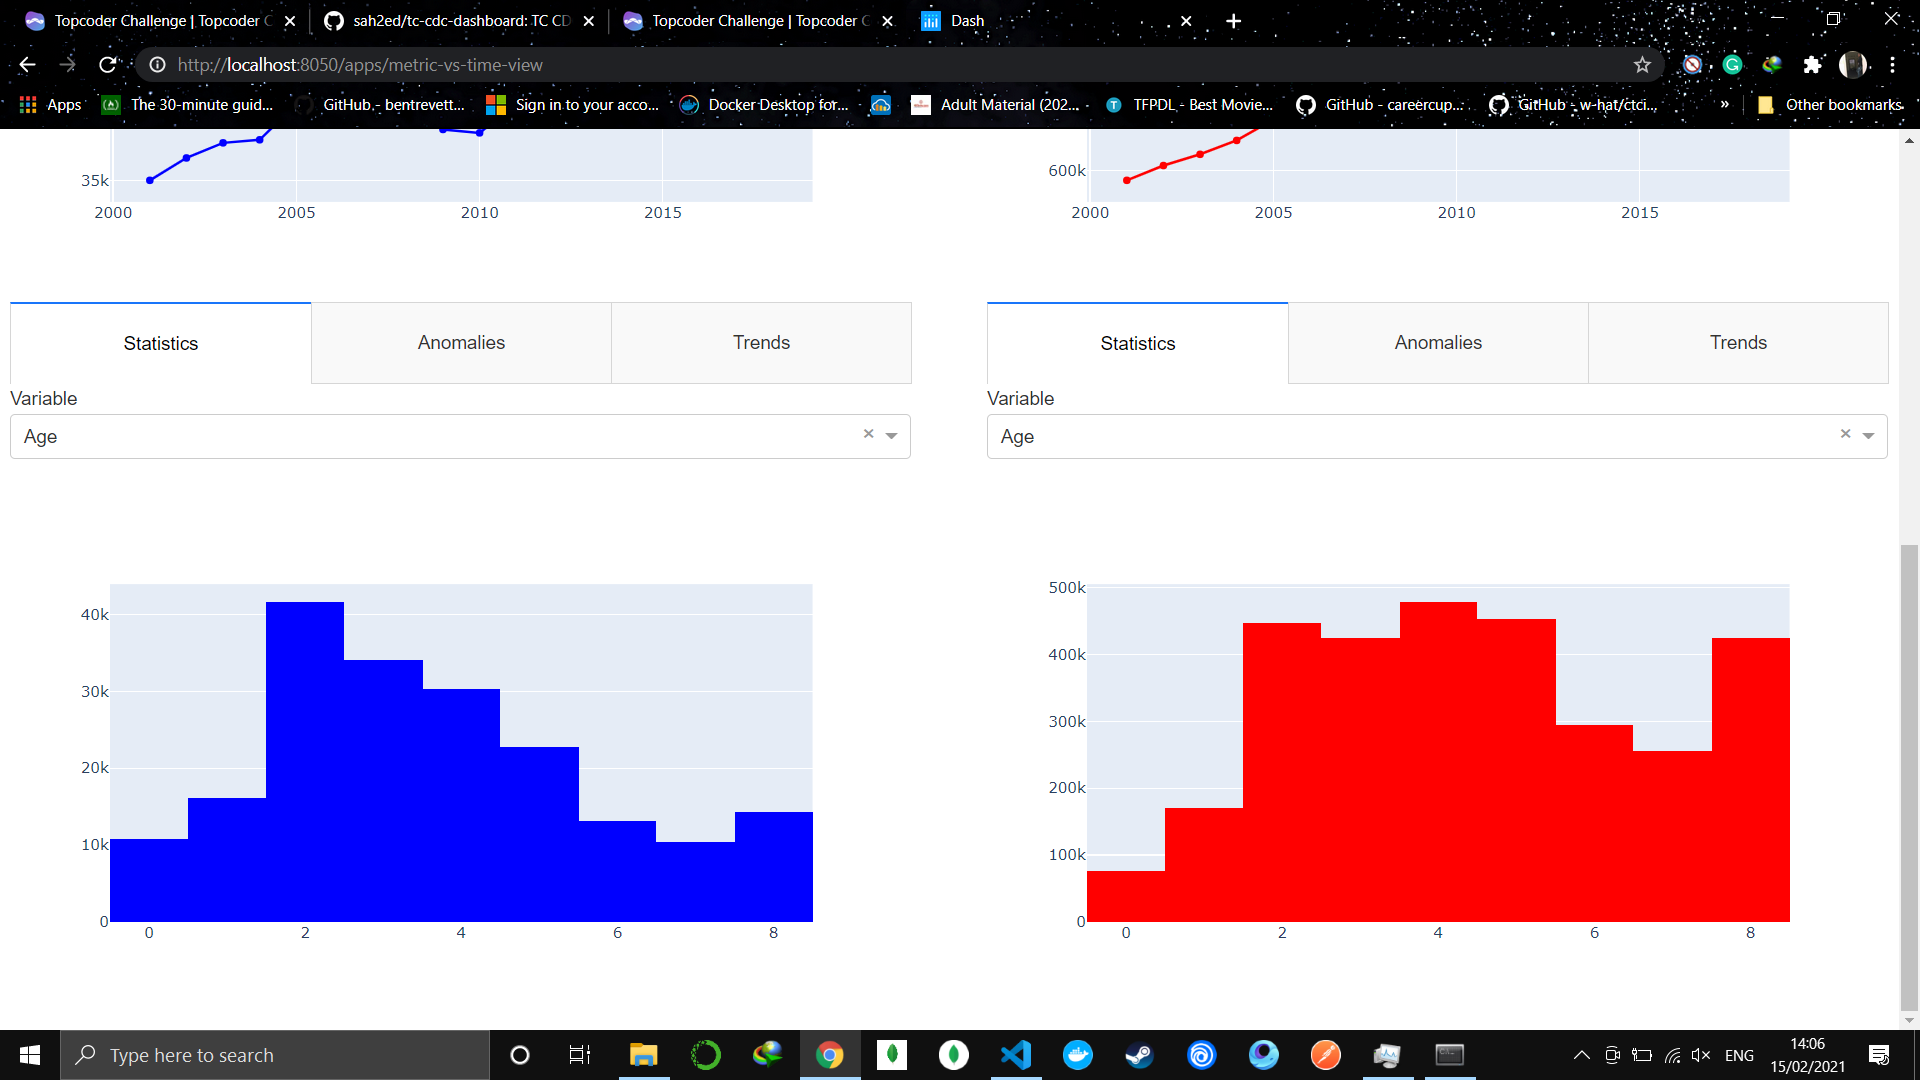 Topcoder Challenge | Topcoder C
sah2ed/tc-cdc-dashboard: TC CD
Topcoder Challenge | Topcoder C
Dash
http://localhost:8050/apps/metric-vs-time-view
Apps
The 30-minute guid...
GitHub - bentrevett...
Sign in to your acco...
Docker Desktop for...
Adult Material (202...
TFPDL - Best Movie...
GitHub - careercup...
GitHub - w-hat/ctci...
»
Other bookmarks
35k
2000 2005 2010 2015
600k
2000 2005 2010 2015
Statistics Anomalies Trends
Variable
Age
Statistics Anomalies Trends
Variable
Age
40k
30k
20k
10k
0
0 2 4 6 8
500k
400k
300k
200k
100k
0
0 2 4 6 8
Type here to search
ENG
14:06
15/02/2021